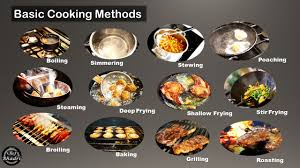 Basic Cooking Methods
Boiling
Simmering
Stewing
Poaching
Steaming
Deep Frying
Shallow Frying
Stir Frying
Broiling
Baking
Grilling
Roasting